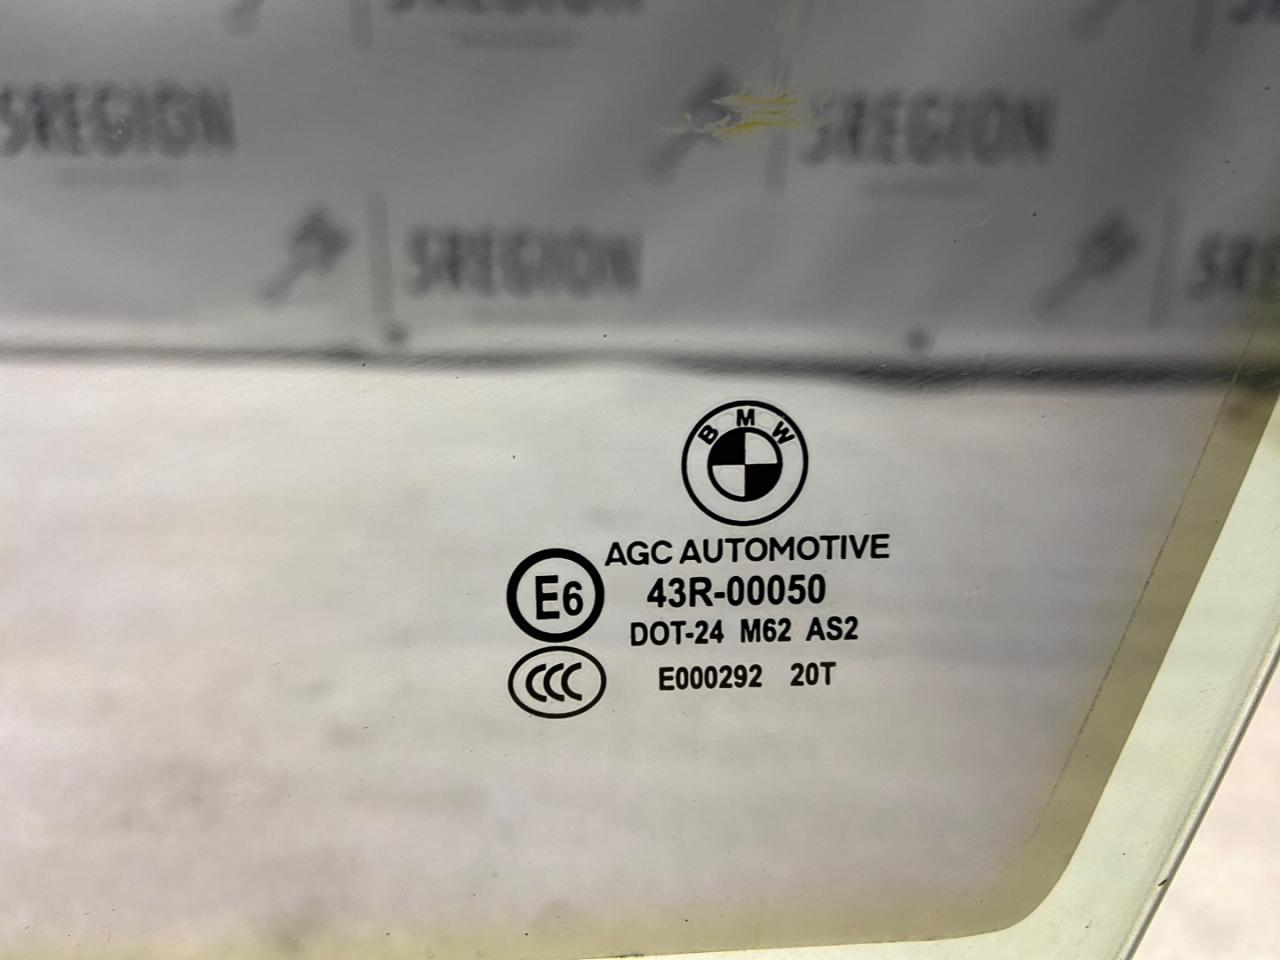 SREGION
SREGION
SREGION
BMW
AGC AUTOMOTIVE
E6
43R-00050
DOT-24 M62 AS2
CCC
E000292 20T